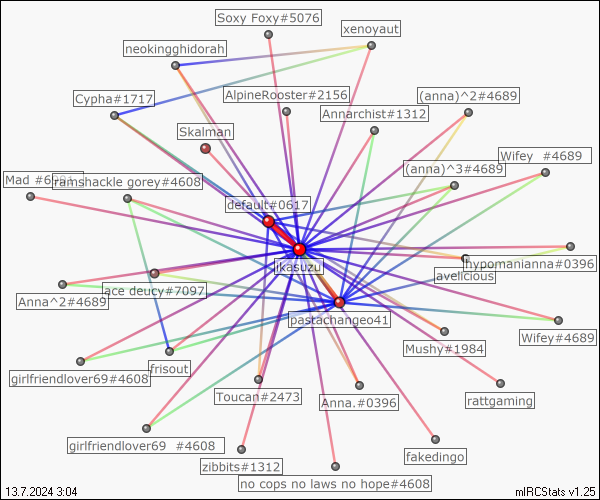 Soxy Foxy#5076
xenoyaut
neokingghidorah
Cypha#1717
AlpineRooster#2156
(anna)^2#4689
Annarchist#1312
Skalman
Wifey  #4689
(anna)^3#4689
Mad
ramshackle gorey#4608
default#0617
ikasuzu
hypomanianna#0396
avelicious
ace deucy#7097
Anna^2#4689
pastachangeo41
Wifey#4689
Mushy#1984
frisout
girlfriendlover69#4608
Toucan#2473
Anna.#0396
rattgaming
girlfriendlover69  #4608
fakedingo
zibbits#1312
no cops no laws no hope#4608
13.7.2024 3:04
mIRCStats v1.25